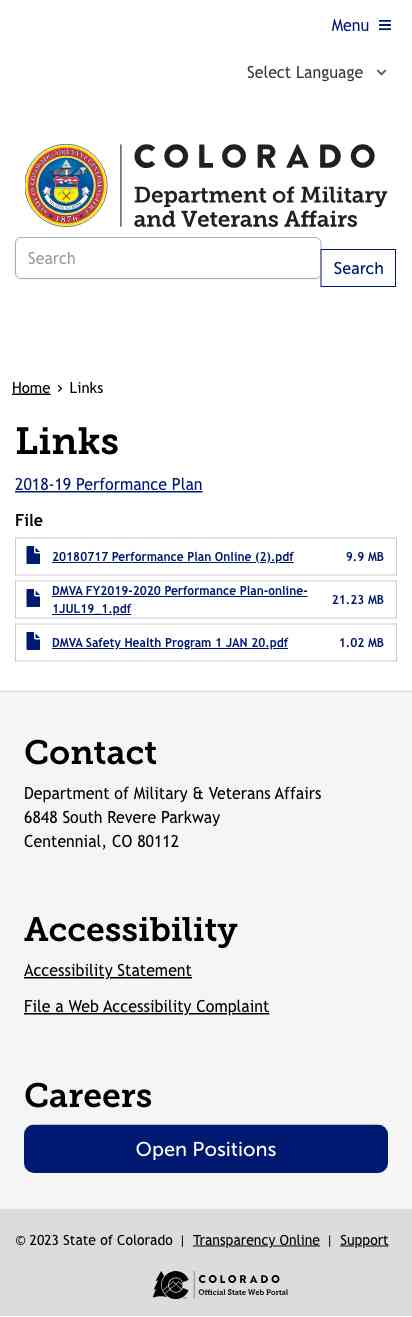 Menu
Select Language
COLORADO
Department of Military
and Veterans Affairs
1876
Search
Search
Home › Links
Links
2018-19 Performance Plan
File
20180717 Performance Plan Online (2).pdf 9.9 MB
DMVA FY2019-2020 Performance Plan-online-
1JUL19_1.pdf 21.23 MB
DMVA Safety Health Program 1 JAN 20.pdf 1.02 MB
Contact
Department of Military & Veterans Affairs
6848 South Revere Parkway
Centennial, CO 80112
Accessibility
Accessibility Statement
File a Web Accessibility Complaint
Careers
Open Positions
© 2023 State of Colorado | Transparency Online | Support
COLORADO
Official State Web Portal